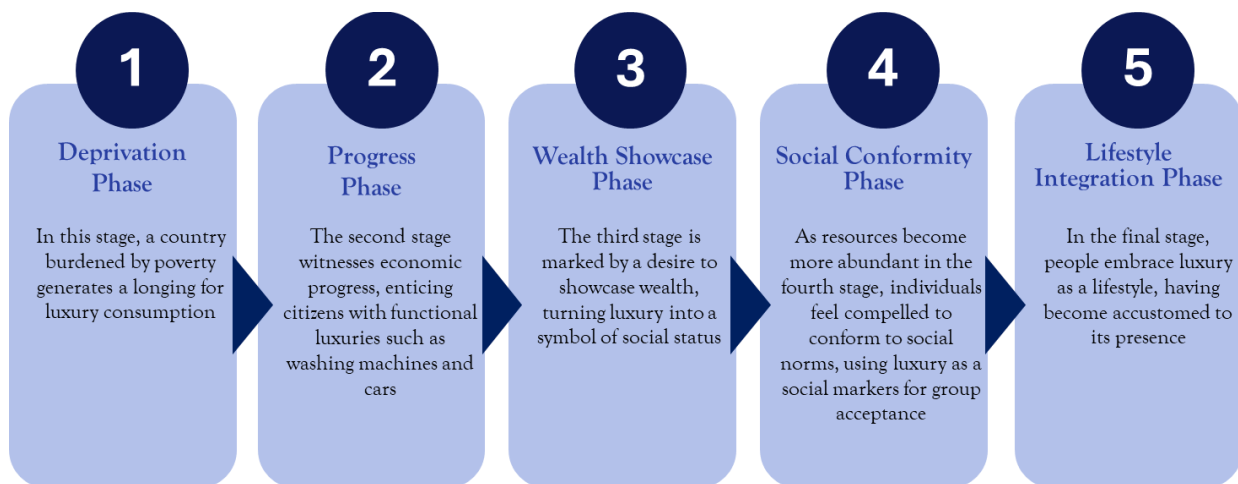 1
Deprivation
Phase
In this stage, a country
burdened by poverty
generates a longing for
luxury consumption
2
Progress
Phase
The second stage
witnesses economic
progress, enticing
citizens with functional
luxuries such as
washing machines and
cars
3
Wealth Showcase
Phase
The third stage is
marked by a desire to
showcase wealth,
turning luxury into a
symbol of social status
4
Social Conformity
Phase
As resources become
more abundant in the
fourth stage, individuals
feel compelled to
conform to social
norms, using luxury as a
social markers for group
acceptance
5
Lifestyle
Integration Phase
In the final stage,
people embrace luxury
as a lifestyle, having
become accustomed to
its presence